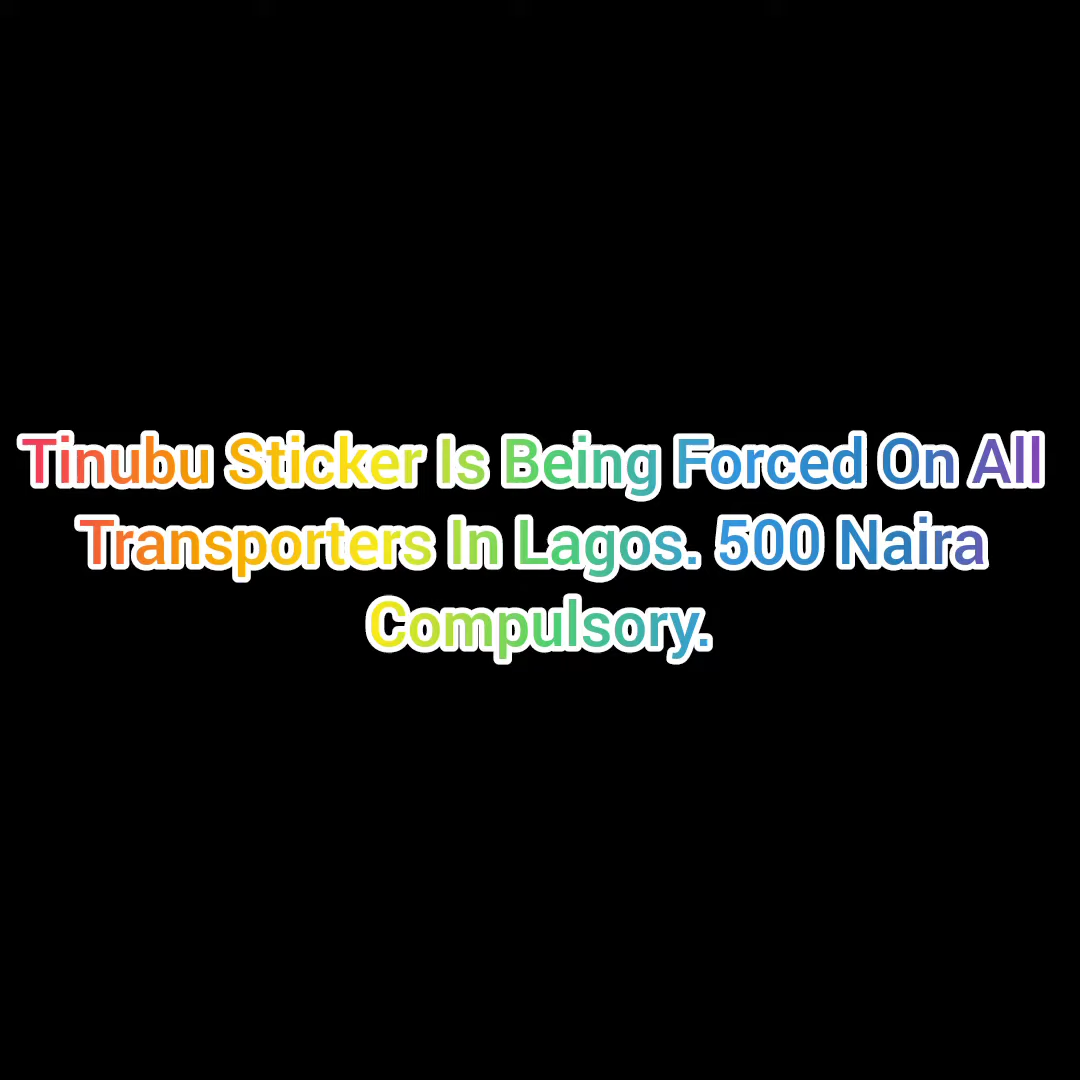 Tinubu Sticker Is Being Forced On All
Transporters In Lagos. 500 Naira
Compulsory.